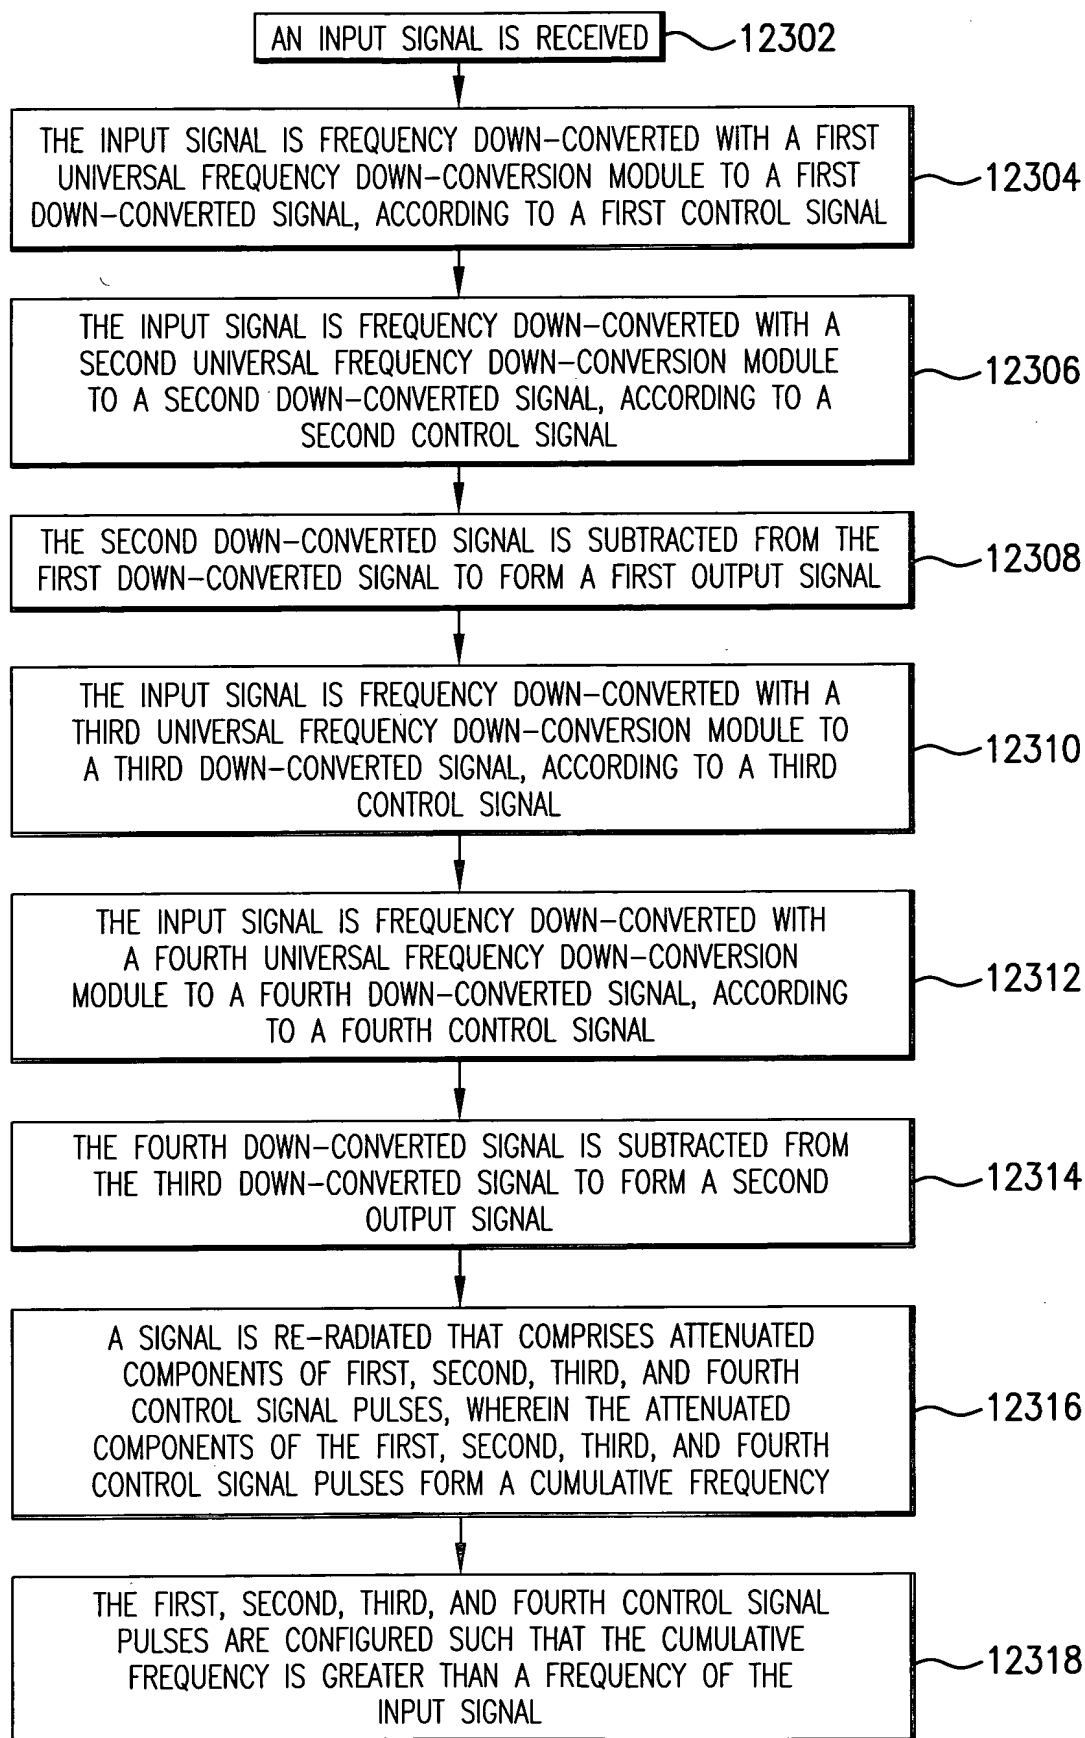 AN INPUT SIGNAL IS RECEIVED
12302
THE INPUT SIGNAL IS FREQUENCY DOWN-CONVERTED WITH A FIRST
UNIVERSAL FREQUENCY DOWN-CONVERSION MODULE TO A FIRST
DOWN-CONVERTED SIGNAL, ACCORDING TO A FIRST CONTROL SIGNAL
12304
THE INPUT SIGNAL IS FREQUENCY DOWN-CONVERTED WITH A
SECOND UNIVERSAL FREQUENCY DOWN-CONVERSION MODULE
TO A SECOND DOWN-CONVERTED SIGNAL, ACCORDING TO A
SECOND CONTROL SIGNAL
12306
THE SECOND DOWN-CONVERTED SIGNAL IS SUBTRACTED FROM THE
FIRST DOWN-CONVERTED SIGNAL TO FORM A FIRST OUTPUT SIGNAL
12308
THE INPUT SIGNAL IS FREQUENCY DOWN-CONVERTED WITH A
THIRD UNIVERSAL FREQUENCY DOWN-CONVERSION MODULE TO
A THIRD DOWN-CONVERTED SIGNAL, ACCORDING TO A THIRD
CONTROL SIGNAL
12310
THE INPUT SIGNAL IS FREQUENCY DOWN-CONVERTED WITH
A FOURTH UNIVERSAL FREQUENCY DOWN-CONVERSION
MODULE TO A FOURTH DOWN-CONVERTED SIGNAL, ACCORDING
TO A FOURTH CONTROL SIGNAL
12312
THE FOURTH DOWN-CONVERTED SIGNAL IS SUBTRACTED FROM
THE THIRD DOWN-CONVERTED SIGNAL TO FORM A SECOND
OUTPUT SIGNAL
12314
A SIGNAL IS RE-RADIATED THAT COMPRISES ATTENUATED
COMPONENTS OF FIRST, SECOND, THIRD, AND FOURTH
CONTROL SIGNAL PULSES, WHEREIN THE ATTENUATED
COMPONENTS OF THE FIRST, SECOND, THIRD, AND FOURTH
CONTROL SIGNAL PULSES FORM A CUMULATIVE FREQUENCY
12316
THE FIRST, SECOND, THIRD, AND FOURTH CONTROL SIGNAL
PULSES ARE CONFIGURED SUCH THAT THE CUMULATIVE
FREQUENCY IS GREATER THAN A FREQUENCY OF THE
INPUT SIGNAL
12318